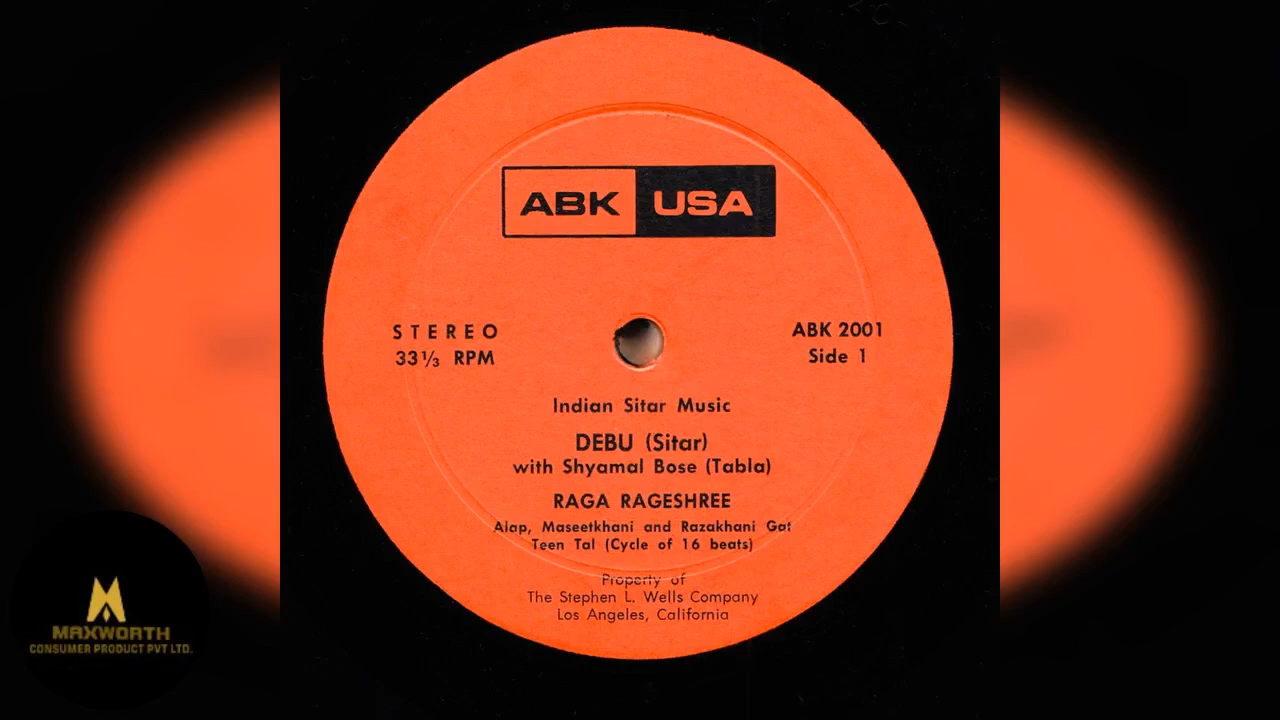 ABK USA
STEREO
33⅓ RPM
ABK 2001
Side 1
Indian Sitar Music
DEBU (Sitar)
with Shyamal Bose (Tabla)
RAGA RAGESHREE
Alap, Maseetkhani and Razakhani Gat
Teen Tal (Cycle of 16 beats)
Property of
The Stephen L. Wells Company
Los Angeles, California
MAXWORTH
CONSUMER PRODUCT PVT LTD.